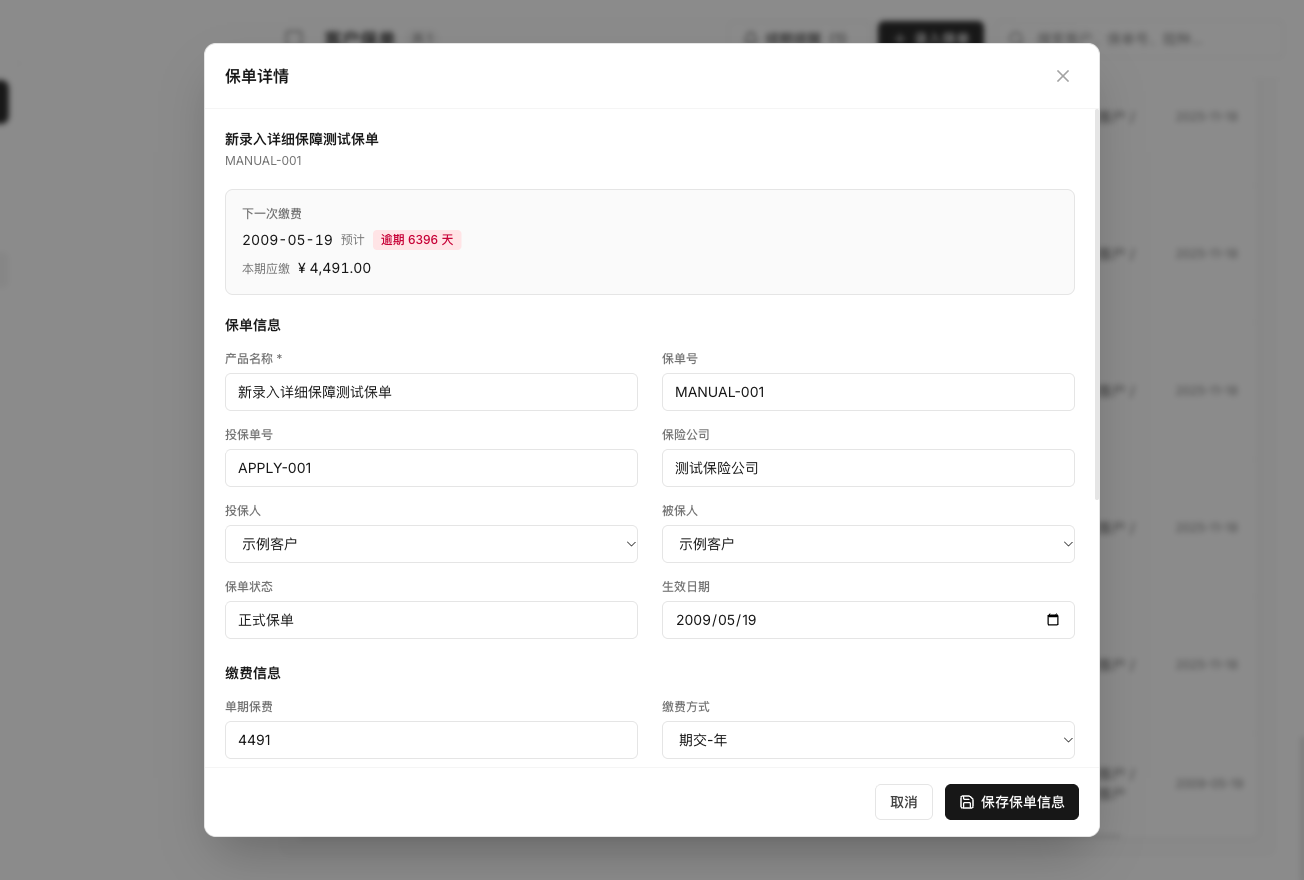 保单详情
新录入详细保障测试保单
MANUAL-001
下一次缴费
2009-05-19 预计 逾期 6396 天
本期应缴 ¥ 4,491.00
保单信息
产品名称 * 保单号
新录入详细保障测试保单 MANUAL-001
投保单号 保险公司
APPLY-001 测试保险公司
投保人 被保人
示例客户 示例客户
保单状态 生效日期
正式保单 2009/05/19
缴费信息
单期保费 缴费方式
4491 期交-年
取消 保存保单信息